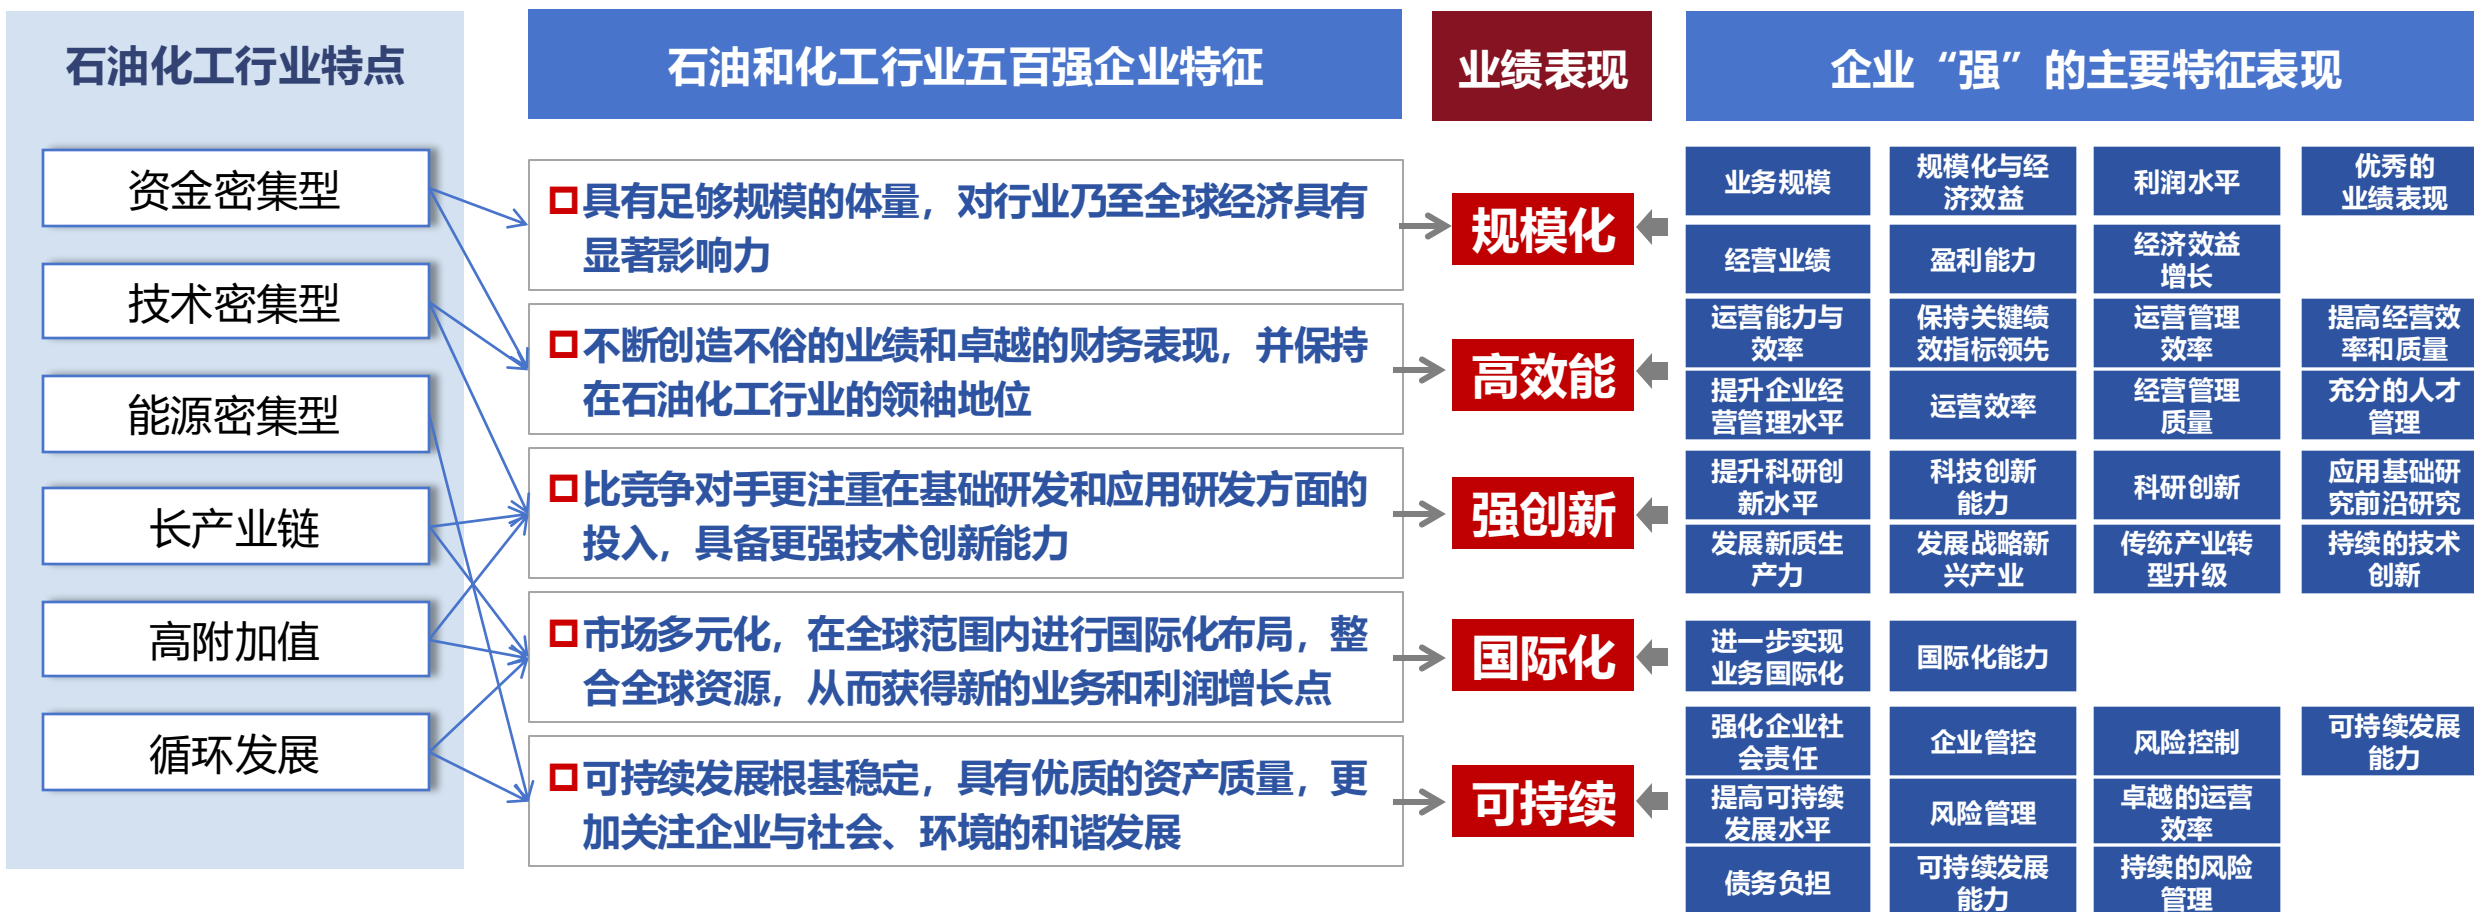 石油化工行业特点
资金密集型
技术密集型
能源密集型
长产业链
高附加值
循环发展
石油和化工行业五百强企业特征
具有足够规模的体量，对行业乃至全球经济具有
显著影响力
不断创造不俗的业绩和卓越的财务表现，并保持
在石油化工行业的领袖地位
比竞争对手更注重在基础研发和应用研发方面的
投入，具备更强技术创新能力
市场多元化，在全球范围内进行国际化布局，整
合全球资源，从而获得新的业务和利润增长点
可持续发展根基稳定，具有优质的资产质量，更
加关注企业与社会、环境的和谐发展
业绩表现
规模化
高效能
强创新
国际化
可持续
企业“强”的主要特征表现
业务规模
规模化与经
济效益
利润水平
优秀的
业绩表现
经营业绩
盈利能力
经济效益
增长
运营能力与
效率
保持关键绩
效指标领先
运营管理
效率
提高经营效
率和质量
提升企业经
营管理水平
运营效率
经营管理
质量
充分的人才
管理
提升科研创
新水平
科技创新
能力
科研创新
应用基础研
究前沿研究
发展新质生
产力
发展战略新
兴产业
传统产业转
型升级
持续的技术
创新
进一步实现
业务国际化
国际化能力
强化企业社
会责任
企业管控
风险控制
可持续发展
能力
提高可持续
发展水平
风险管理
卓越的运营
效率
债务负担
可持续发展
能力
持续的风险
管理